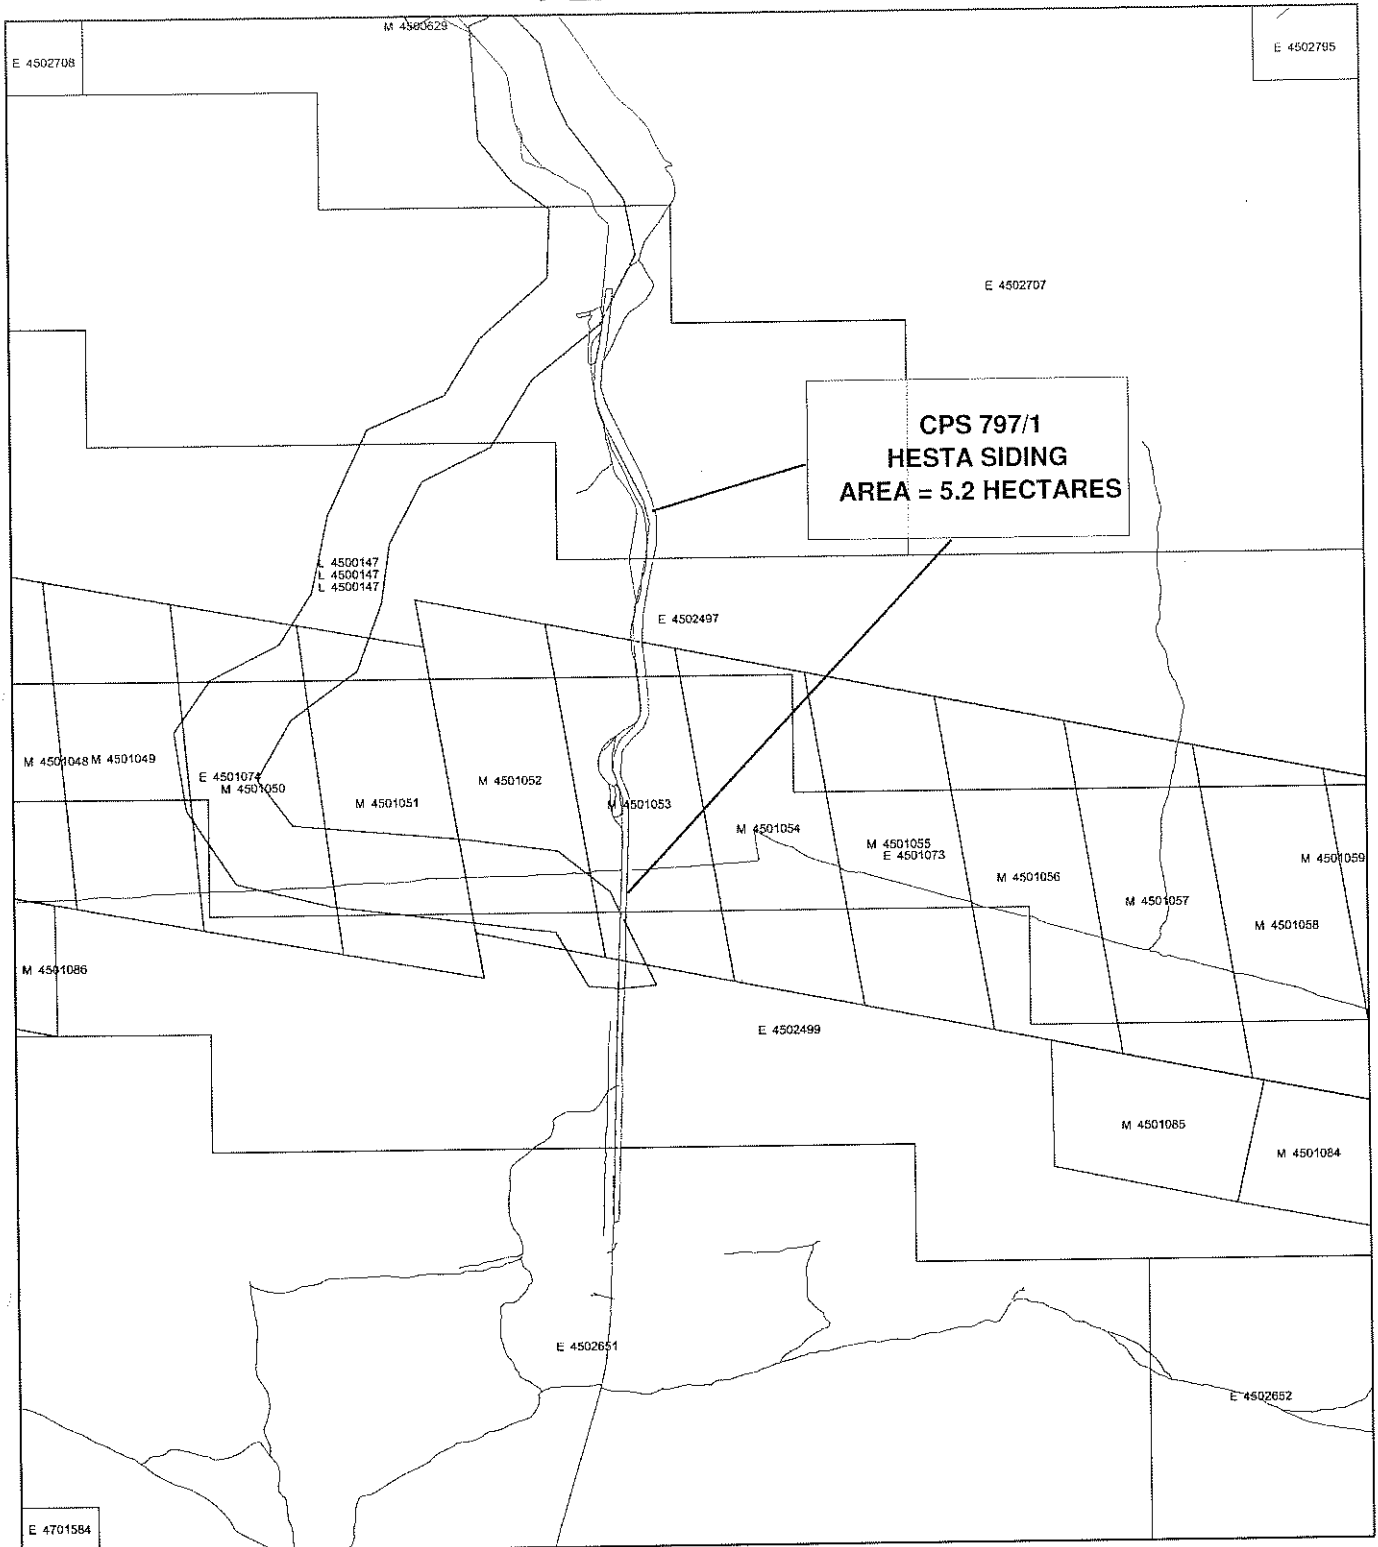 M 4500629
E 4502708
E 4502795
E 4502707
CPS 797/1
HESTA SIDING
AREA = 5.2 HECTARES
L 4500147
L 4500147
L 4500147
E 4502497
M 4501048
M 4501049
E 4501074
M 4501050
M 4501051
M 4501052
M 4501053
M 4501054
M 4501055
E 4501073
M 4501056
M 4501057
M 4501058
M 4501059
M 4501086
E 4502499
M 4501085
M 4501084
E 4502651
E 4502652
E 4701584